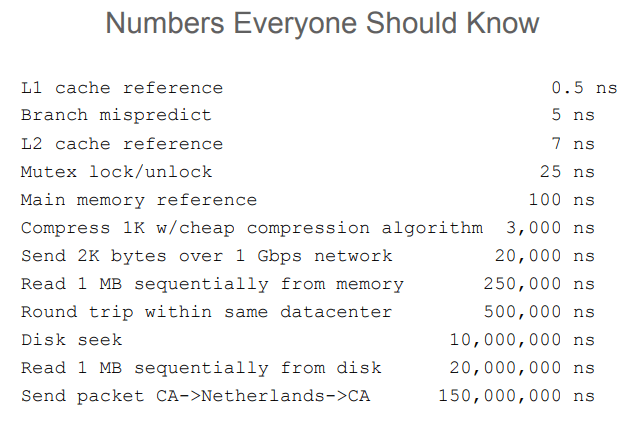 Numbers Everyone Should Know
L1 cache reference 0.5 ns
Branch mispredict 5 ns
L2 cache reference 7 ns
Mutex lock/unlock 25 ns
Main memory reference 100 ns
Compress 1K w/cheap compression algorithm 3,000 ns
Send 2K bytes over 1 Gbps network 20,000 ns
Read 1 MB sequentially from memory 250,000 ns
Round trip within same datacenter 500,000 ns
Disk seek 10,000,000 ns
Read 1 MB sequentially from disk 20,000,000 ns
Send packet CA->Netherlands->CA 150,000,000 ns